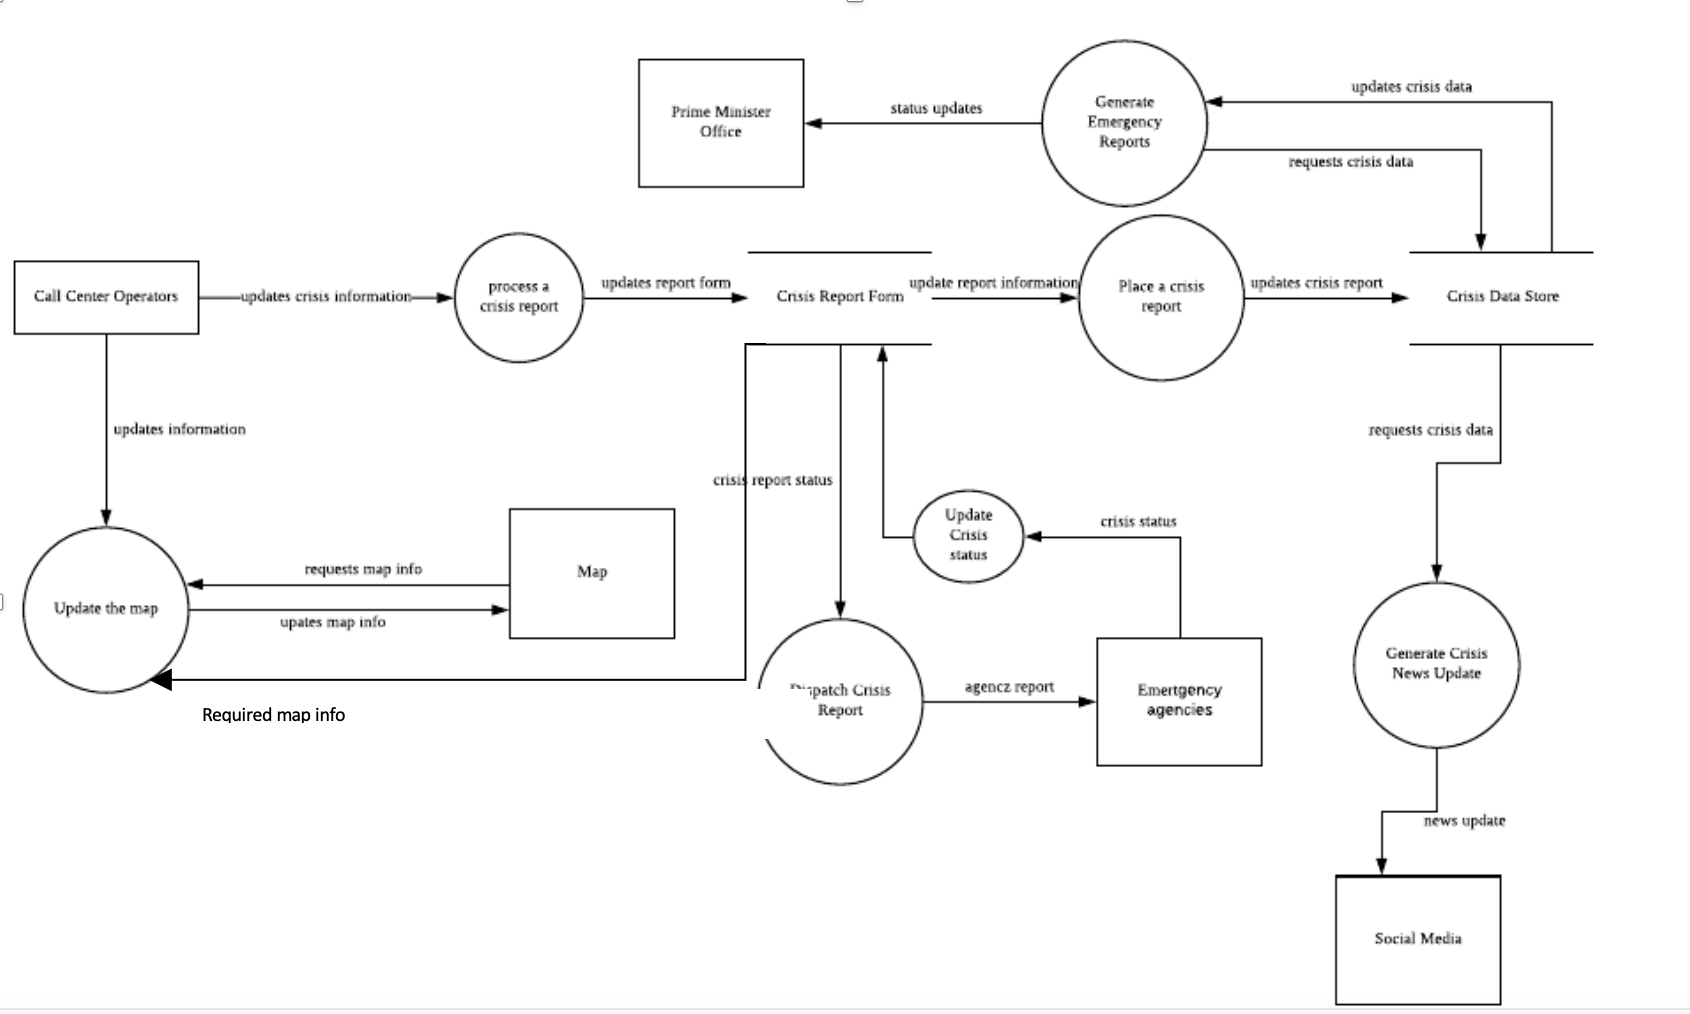 updates crisis data
Generate
Emergency
Reports
status updates
Prime Minister
Office
requests crisis data
Call Center Operators
updates crisis information
process a
crisis report
updates report form
Crisis Report Form
update report information
Place a crisis
report
updates crisis report
Crisis Data Store
updates information
requests crisis data
crisis report status
Update
Crisis
status
crisis status
requests map info
Map
Update the map
upates map info
Required map info
Dispatch Crisis
Report
agencz report
Emertgency
agencies
Generate Crisis
News Update
news update
Social Media